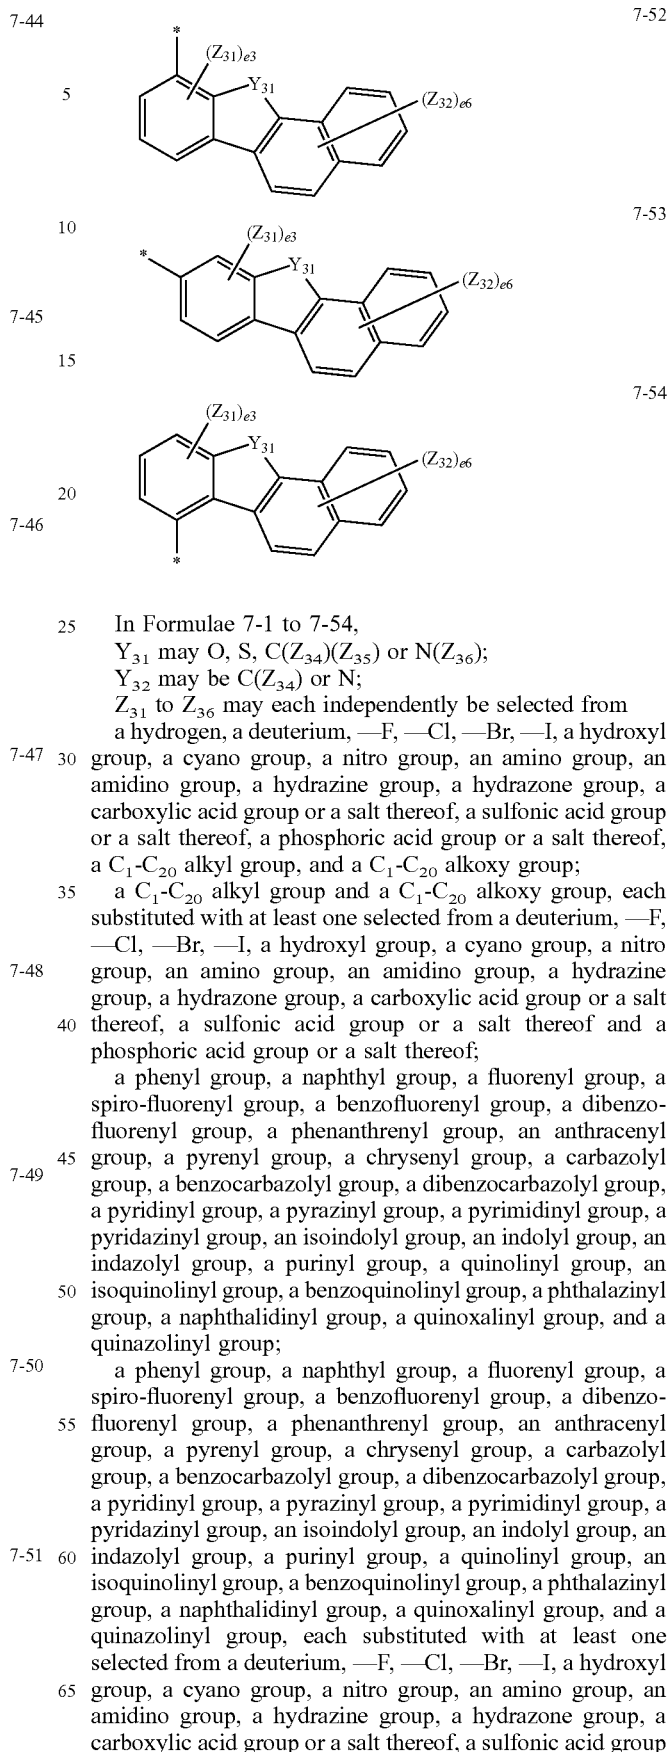 7-44
7-52
*
(Z₃₁)ₑ₃
Y₃₁
5
(Z₃₂)ₑ₆
7-53
10
(Z₃₁)ₑ₃
*
Y₃₁
(Z₃₂)ₑ₆
7-45
15
7-54
(Z₃₁)ₑ₃
Y₃₁
(Z₃₂)ₑ₆
20
7-46
*
25 In Formulae 7-1 to 7-54,
Y₃₁ may O, S, C(Z₃₄)(Z₃₅) or N(Z₃₆);
Y₃₂ may be C(Z₃₄) or N;
Z₃₁ to Z₃₆ may each independently be selected from
a hydrogen, a deuterium, —F, —Cl, —Br, —I, a hydroxyl
7-47 30 group, a cyano group, a nitro group, an amino group, an
amidino group, a hydrazine group, a hydrazone group, a
carboxylic acid group or a salt thereof, a sulfonic acid group
or a salt thereof, a phosphoric acid group or a salt thereof,
a C₁-C₂₀ alkyl group, and a C₁-C₂₀ alkoxy group;
35 a C₁-C₂₀ alkyl group and a C₁-C₂₀ alkoxy group, each
substituted with at least one selected from a deuterium, —F,
—Cl, —Br, —I, a hydroxyl group, a cyano group, a nitro
7-48 group, an amino group, an amidino group, a hydrazine
group, a hydrazone group, a carboxylic acid group or a salt
40 thereof, a sulfonic acid group or a salt thereof and a
phosphoric acid group or a salt thereof;
a phenyl group, a naphthyl group, a fluorenyl group, a
spiro-fluorenyl group, a benzofluorenyl group, a dibenzo-
fluorenyl group, a phenanthrenyl group, an anthracenyl
45 group, a pyrenyl group, a chrysenyl group, a carbazolyl
7-49 group, a benzocarbazolyl group, a dibenzocarbazolyl group,
a pyridinyl group, a pyrazinyl group, a pyrimidinyl group, a
pyridazinyl group, an isoindolyl group, an indolyl group, an
indazolyl group, a purinyl group, a quinolinyl group, an
50 isoquinolinyl group, a benzoquinolinyl group, a phthalazinyl
group, a naphthalidinyl group, a quinoxalinyl group, and a
quinazolinyl group;
7-50 a phenyl group, a naphthyl group, a fluorenyl group, a
spiro-fluorenyl group, a benzofluorenyl group, a dibenzo-
55 fluorenyl group, a phenanthrenyl group, an anthracenyl
group, a pyrenyl group, a chrysenyl group, a carbazolyl
group, a benzocarbazolyl group, a dibenzocarbazolyl group,
a pyridinyl group, a pyrazinyl group, a pyrimidinyl group, a
pyridazinyl group, an isoindolyl group, an indolyl group, an
7-51 60 indazolyl group, a purinyl group, a quinolinyl group, an
isoquinolinyl group, a benzoquinolinyl group, a phthalazinyl
group, a naphthalidinyl group, a quinoxalinyl group, and a
quinazolinyl group, each substituted with at least one
selected from a deuterium, —F, —Cl, —Br, —I, a hydroxyl
65 group, a cyano group, a nitro group, an amino group, an
amidino group, a hydrazine group, a hydrazone group, a
carboxylic acid group or a salt thereof, a sulfonic acid group